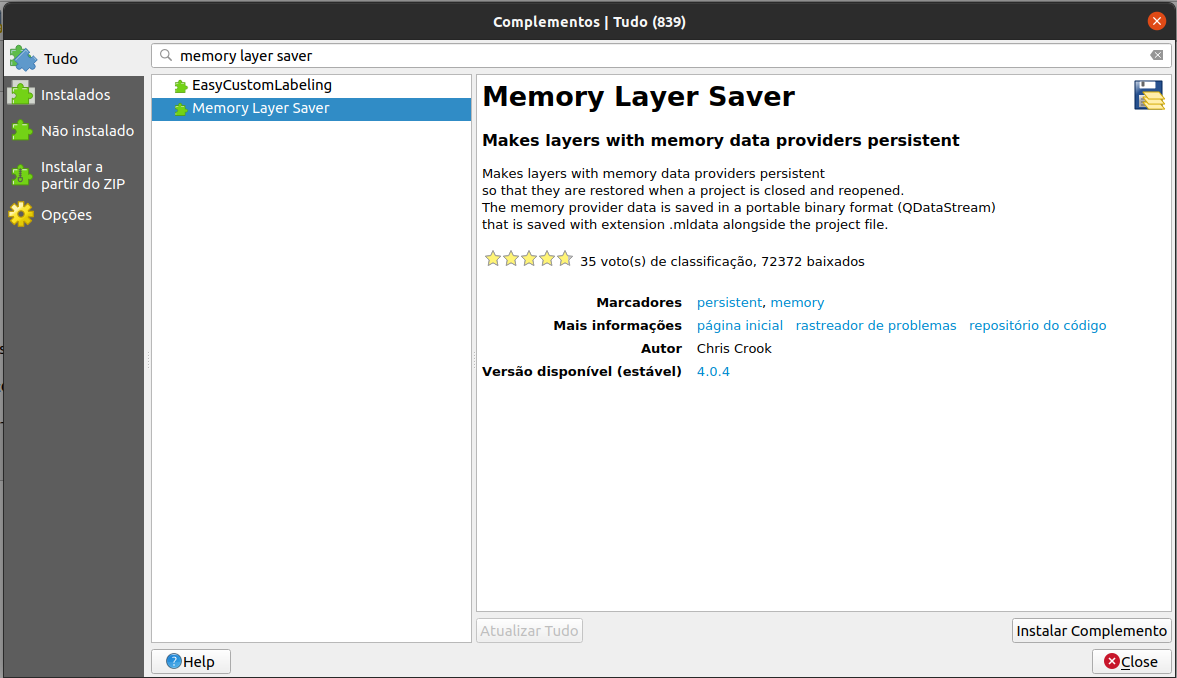 Complementos | Tudo (839)
Tudo
Instalados
Não instalado
Instalar a
partir do ZIP
Opções
memory layer saver
EasyCustomLabeling
Memory Layer Saver
Memory Layer Saver
Makes layers with memory data providers persistent
Makes layers with memory data providers persistent
so that they are restored when a project is closed and reopened.
The memory provider data is saved in a portable binary format (QDataStream)
that is saved with extension .mldata alongside the project file.
35 voto(s) de classificação, 72372 baixados
Marcadores persistent, memory
Mais informações página inicial rastreador de problemas repositório do código
Autor Chris Crook
Versão disponível (estável) 4.0.4
Atualizar Tudo
Instalar Complemento
Help
Close